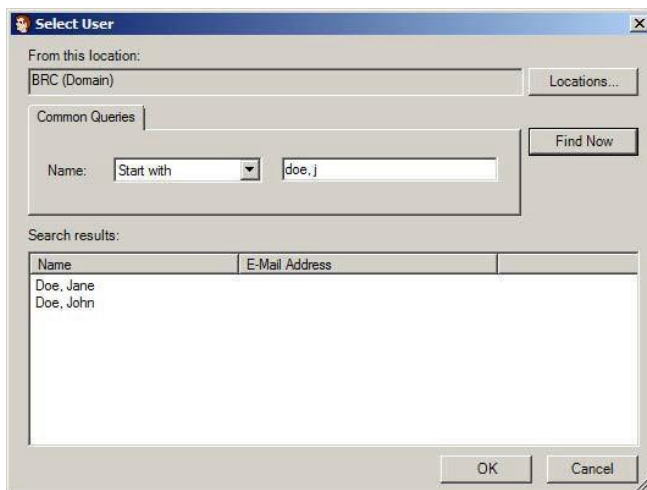 Select User
From this location:
BRC (Domain)
Locations...
Common Queries
Find Now
Name: Start with doe, j
Search results:
Name E-Mail Address
Doe, Jane
Doe, John
OK Cancel